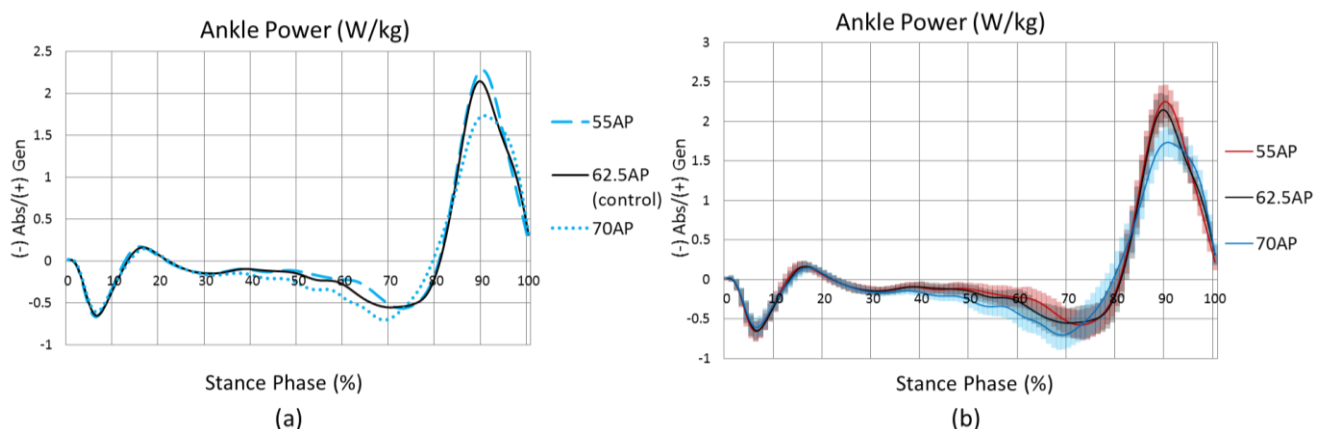 Ankle Power (W/kg)
2.5
2
1.5
1
0.5
0
-0.5
-1
0 10 20 30 40 50 60 70 80 90 100
(-) Abs/(+) Gen
Stance Phase (%)
55AP
62.5AP
(control)
70AP
(a)
Ankle Power (W/kg)
3
2.5
2
1.5
1
0.5
0
-0.5
-1
0 10 20 30 40 50 60 70 80 90 100
(-) Abs/(+) Gen
Stance Phase (%)
55AP
62.5AP
70AP
(b)